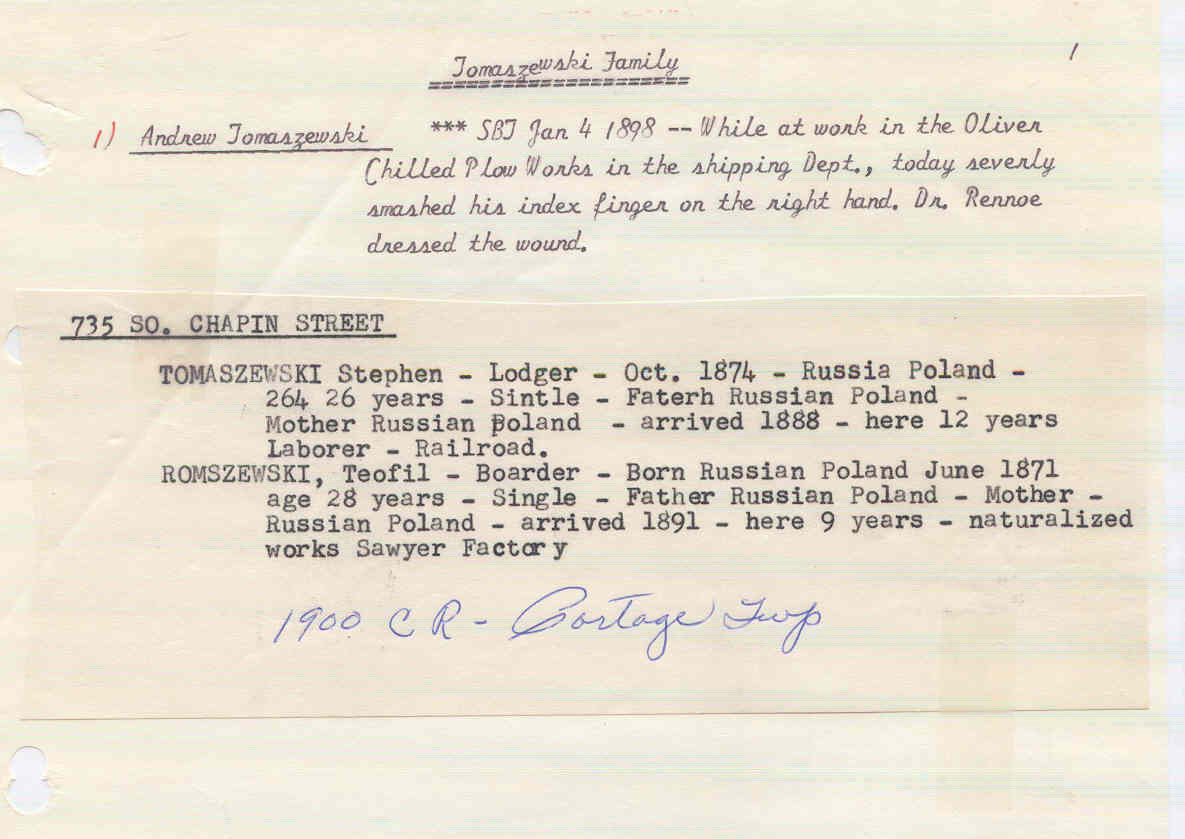 1
Tomaszewski Family
1) Andrew Tomaszewski *** SBT Jan 4 1898 -- While at work in the Oliver
Chilled Plow Works in the shipping Dept., today severly
smashed his index finger on the right hand. Dr. Rennoe
dressed the wound.
735 SO. CHAPIN STREET
TOMASZEWSKI Stephen - Lodger - Oct. 1874 - Russia Poland -
264 26 years - Sintle - Faterh Russian Poland -
Mother Russian Poland - arrived 1888 - here 12 years
Laborer - Railroad.
ROMSZEWSKI, Teofil - Boarder - Born Russian Poland June 1871
age 28 years - Single - Father Russian Poland - Mother -
Russian Poland - arrived 1891 - here 9 years - naturalized
works Sawyer Factory
1900 CR - Portage Twp